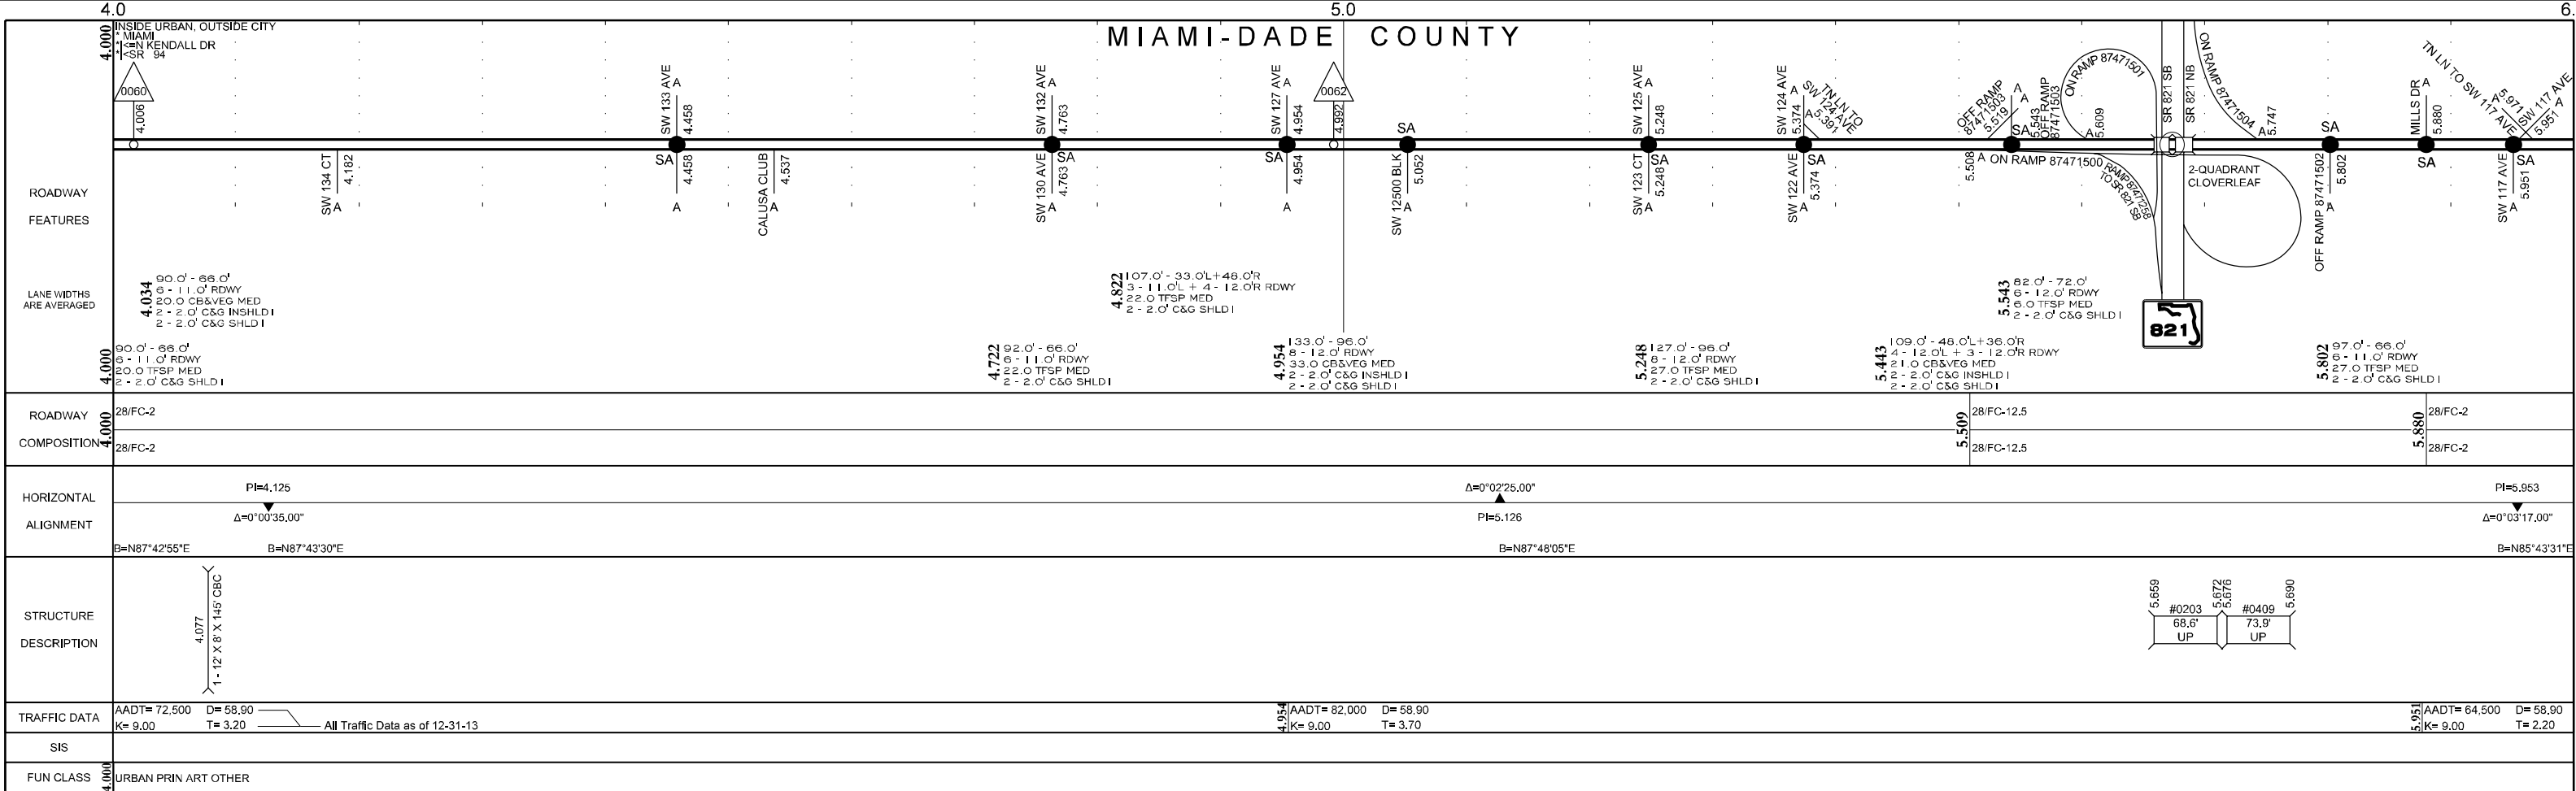 4.0
5.0
6.
MIAMI-DADE COUNTY
4.000
INSIDE URBAN, OUTSIDE CITY
* MIAMI
*|<=N KENDALL DR
*|<SR 94
0060
4.006
SW 134 CT
4.182
A
SW 133 AVE
A
4.458
SA
4.458
A
CALUSA CLUB
4.537
A
SW 132 AVE
A
4.763
SW 130 AVE
SA
4.763
A
SW 127 AVE
A
4.954
SA
4.954
A
0062
4.992
SA
SW 12500 BLK
5.052
A
SW 125 AVE
A
5.248
SW 123 CT
SA
5.248
A
SW 124 AVE
A
5.374
TN LN TO
SW 124 AVE
A
5.391
SW 122 AVE
SA
5.374
A
OFF RAMP
87471503
5.519
A
SA
5.543
OFF RAMP
87471503
A
A
ON RAMP 87471501
A
5.609
5.508
A
ON RAMP 87471500
RAMP 87471258
TO SR 821 SB
SR 821 SB
SR 821 NB
ON RAMP 87471504
A
5.747
2-QUADRANT
CLOVERLEAF
821
SA
OFF RAMP 87471502
5.802
A
MILLS DR
A
5.880
SA
TN LN TO SW 117 AVE
A
5.971
SW 117 AVE
5.951
A
SW 117 AVE
SA
5.951
A
ROADWAY
FEATURES
LANE WIDTHS
ARE AVERAGED
4.034
90.0' - 66.0'
6 - 11.0' RDWY
20.0 CB&VEG MED
2 - 2.0' C&G INSHLD1
2 - 2.0' C&G SHLD1
4.822
107.0' - 33.0'L+48.0'R
3 - 11.0'L + 4 - 12.0'R RDWY
22.0 TFSP MED
2 - 2.0' C&G SHLD1
5.543
82.0' - 72.0'
6 - 12.0' RDWY
6.0 TFSP MED
2 - 2.0' C&G SHLD1
4.000
90.0' - 66.0'
6 - 11.0' RDWY
20.0 TFSP MED
2 - 2.0' C&G SHLD1
4.722
92.0' - 66.0'
6 - 11.0' RDWY
22.0 TFSP MED
2 - 2.0' C&G SHLD1
4.954
133.0' - 96.0'
8 - 12.0' RDWY
33.0 CB&VEG MED
2 - 2.0' C&G INSHLD1
2 - 2.0' C&G SHLD1
5.248
127.0' - 96.0'
8 - 12.0' RDWY
27.0 TFSP MED
2 - 2.0' C&G SHLD1
5.443
109.0' - 48.0'L+36.0'R
4 - 12.0'L + 3 - 12.0'R RDWY
21.0 CB&VEG MED
2 - 2.0' C&G INSHLD1
2 - 2.0' C&G SHLD1
5.802
97.0' - 66.0'
6 - 11.0' RDWY
27.0 TFSP MED
2 - 2.0' C&G SHLD1
ROADWAY
COMPOSITION
4.000
28/FC-2
28/FC-2
5.509
28/FC-12.5
28/FC-12.5
5.880
28/FC-2
28/FC-2
HORIZONTAL
ALIGNMENT
PI=4.125
Δ=0°00'35.00"
B=N87°42'55"E
B=N87°43'30"E
Δ=0°02'25.00"
PI=5.126
B=N87°48'05"E
PI=5.953
Δ=0°03'17.00"
B=N85°43'31"E
STRUCTURE
DESCRIPTION
4.077
1 - 12' X 8' X 145' CBC
5.659
#0203
68.6'
UP
5.672
5.676
#0409
73.9'
UP
5.690
TRAFFIC DATA
AADT= 72,500 D= 58.90
K= 9.00 T= 3.20
All Traffic Data as of 12-31-13
4.954
AADT= 82,000 D= 58.90
K= 9.00 T= 3.70
5.951
AADT= 64,500 D= 58.90
K= 9.00 T= 2.20
SIS
FUN CLASS
4.000
URBAN PRIN ART OTHER